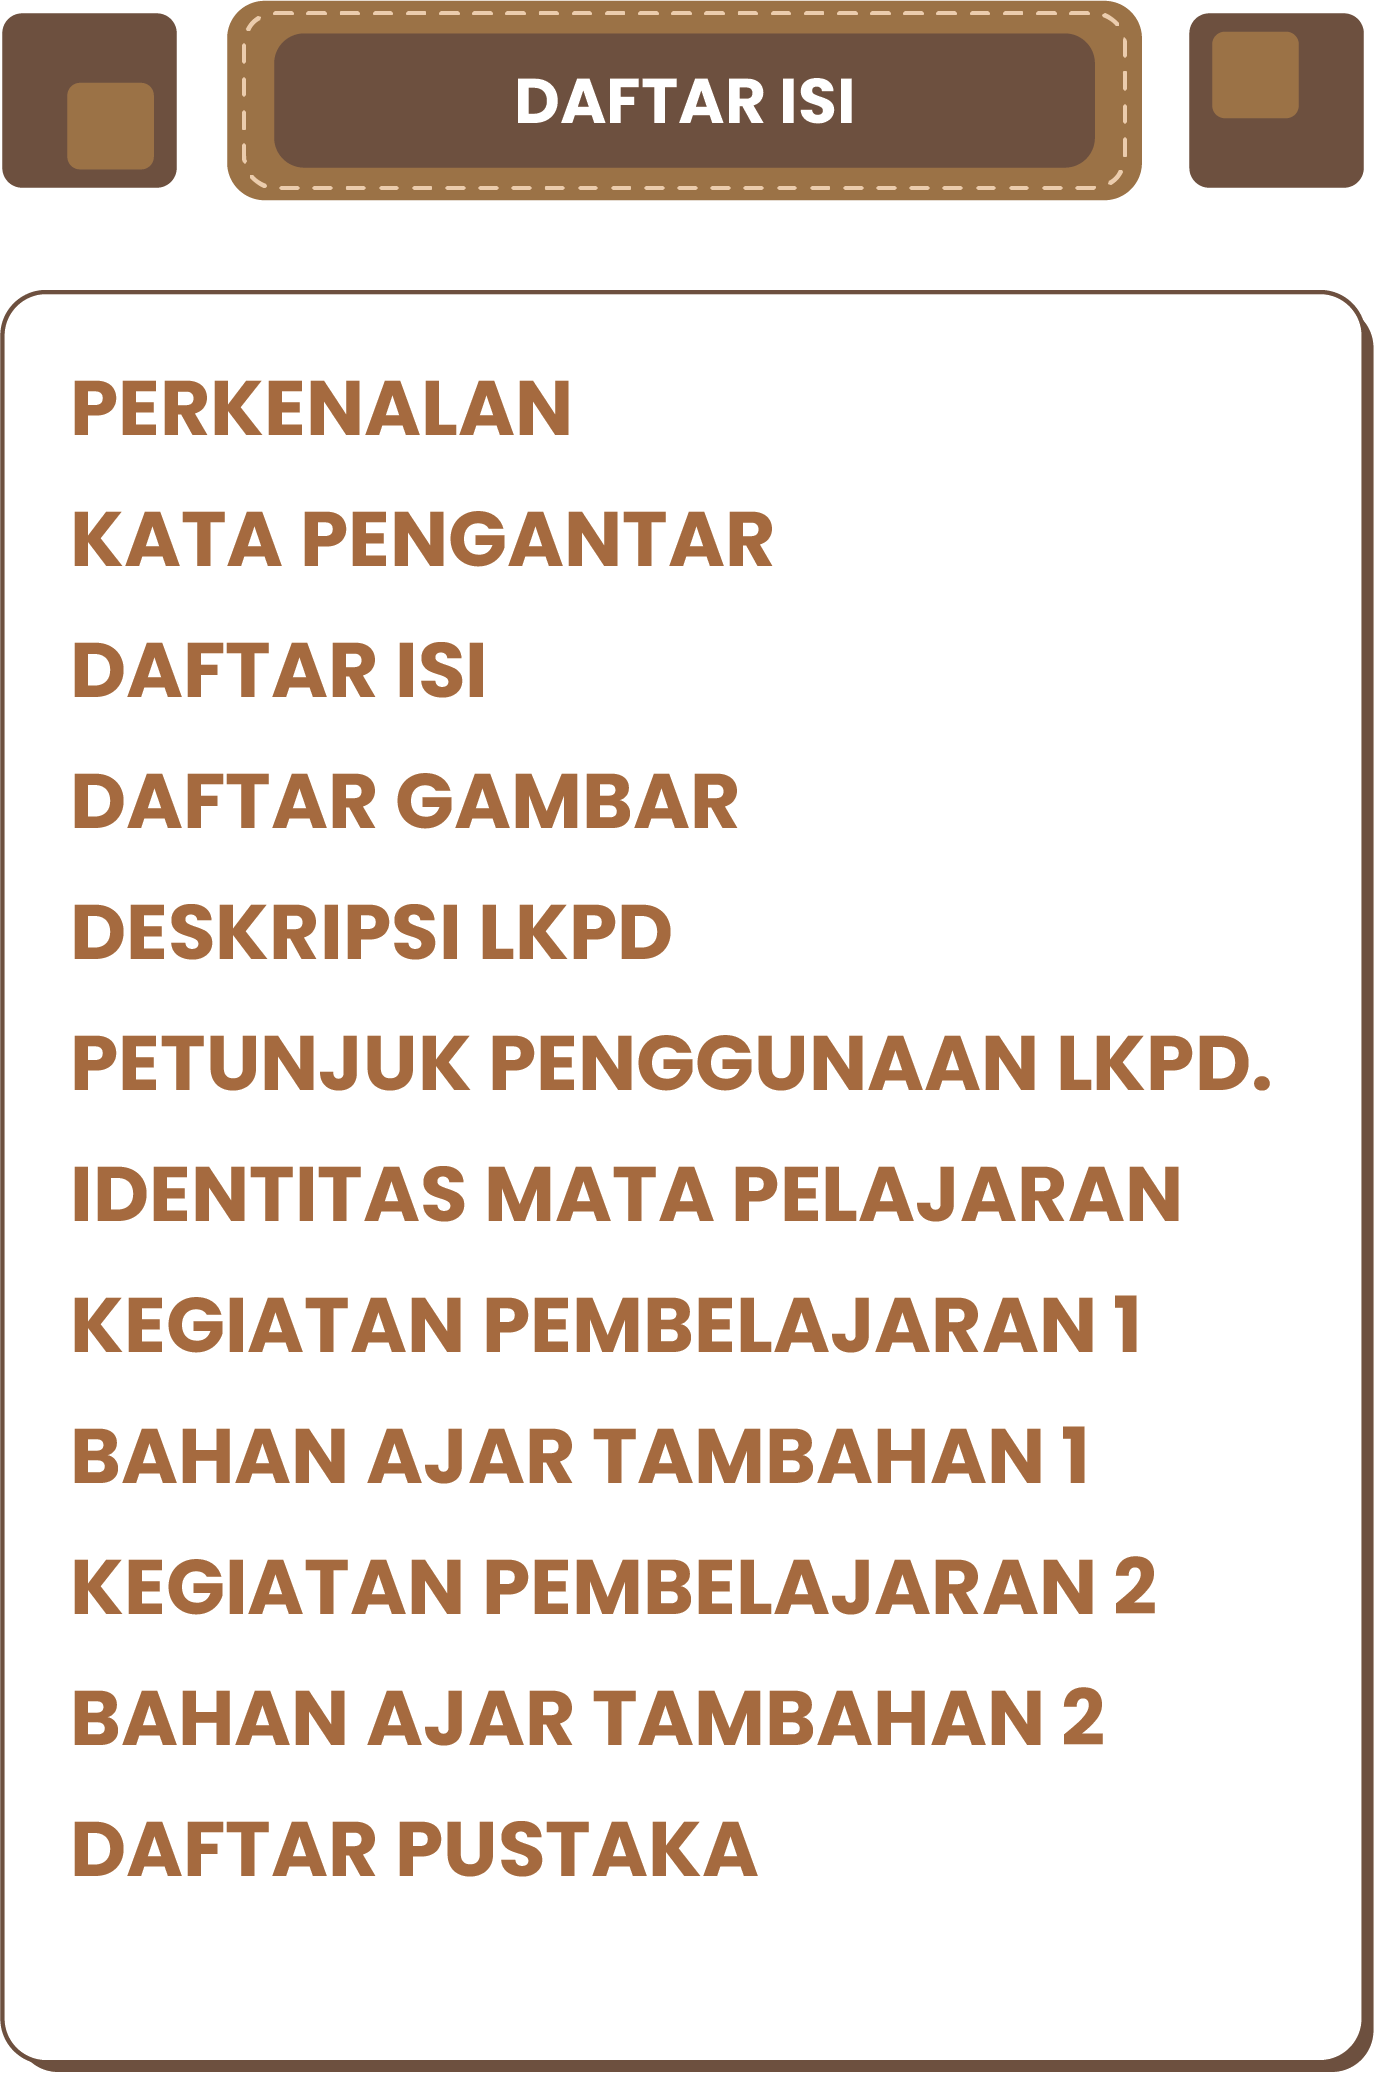 DAFTAR ISI
PERKENALAN
KATA PENGANTAR
DAFTAR ISI
DAFTAR GAMBAR
DESKRIPSI LKPD
PETUNJUK PENGGUNAAN LKPD.
IDENTITAS MATA PELAJARAN
KEGIATAN PEMBELAJARAN 1
BAHAN AJAR TAMBAHAN 1
KEGIATAN PEMBELAJARAN 2
BAHAN AJAR TAMBAHAN 2
DAFTAR PUSTAKA